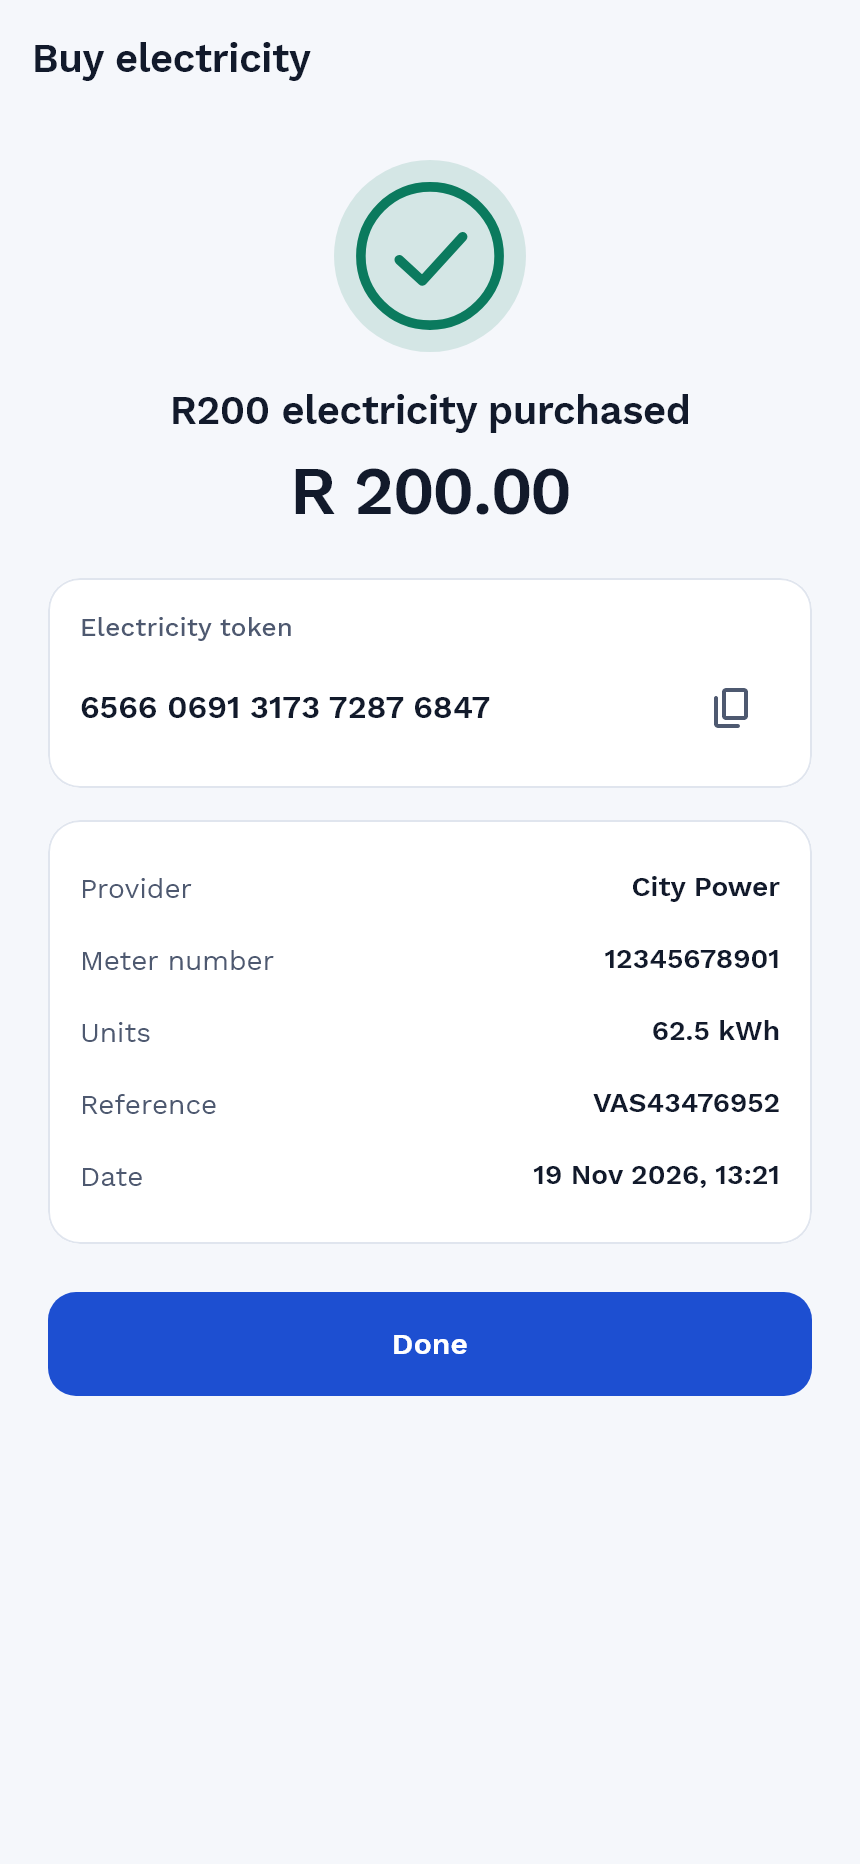 Buy electricity
R200 electricity purchased
R 200.00
Electricity token
6566 0691 3173 7287 6847
Provider City Power
Meter number 12345678901
Units 62.5 kWh
Reference VAS43476952
Date 19 Nov 2026, 13:21
Done